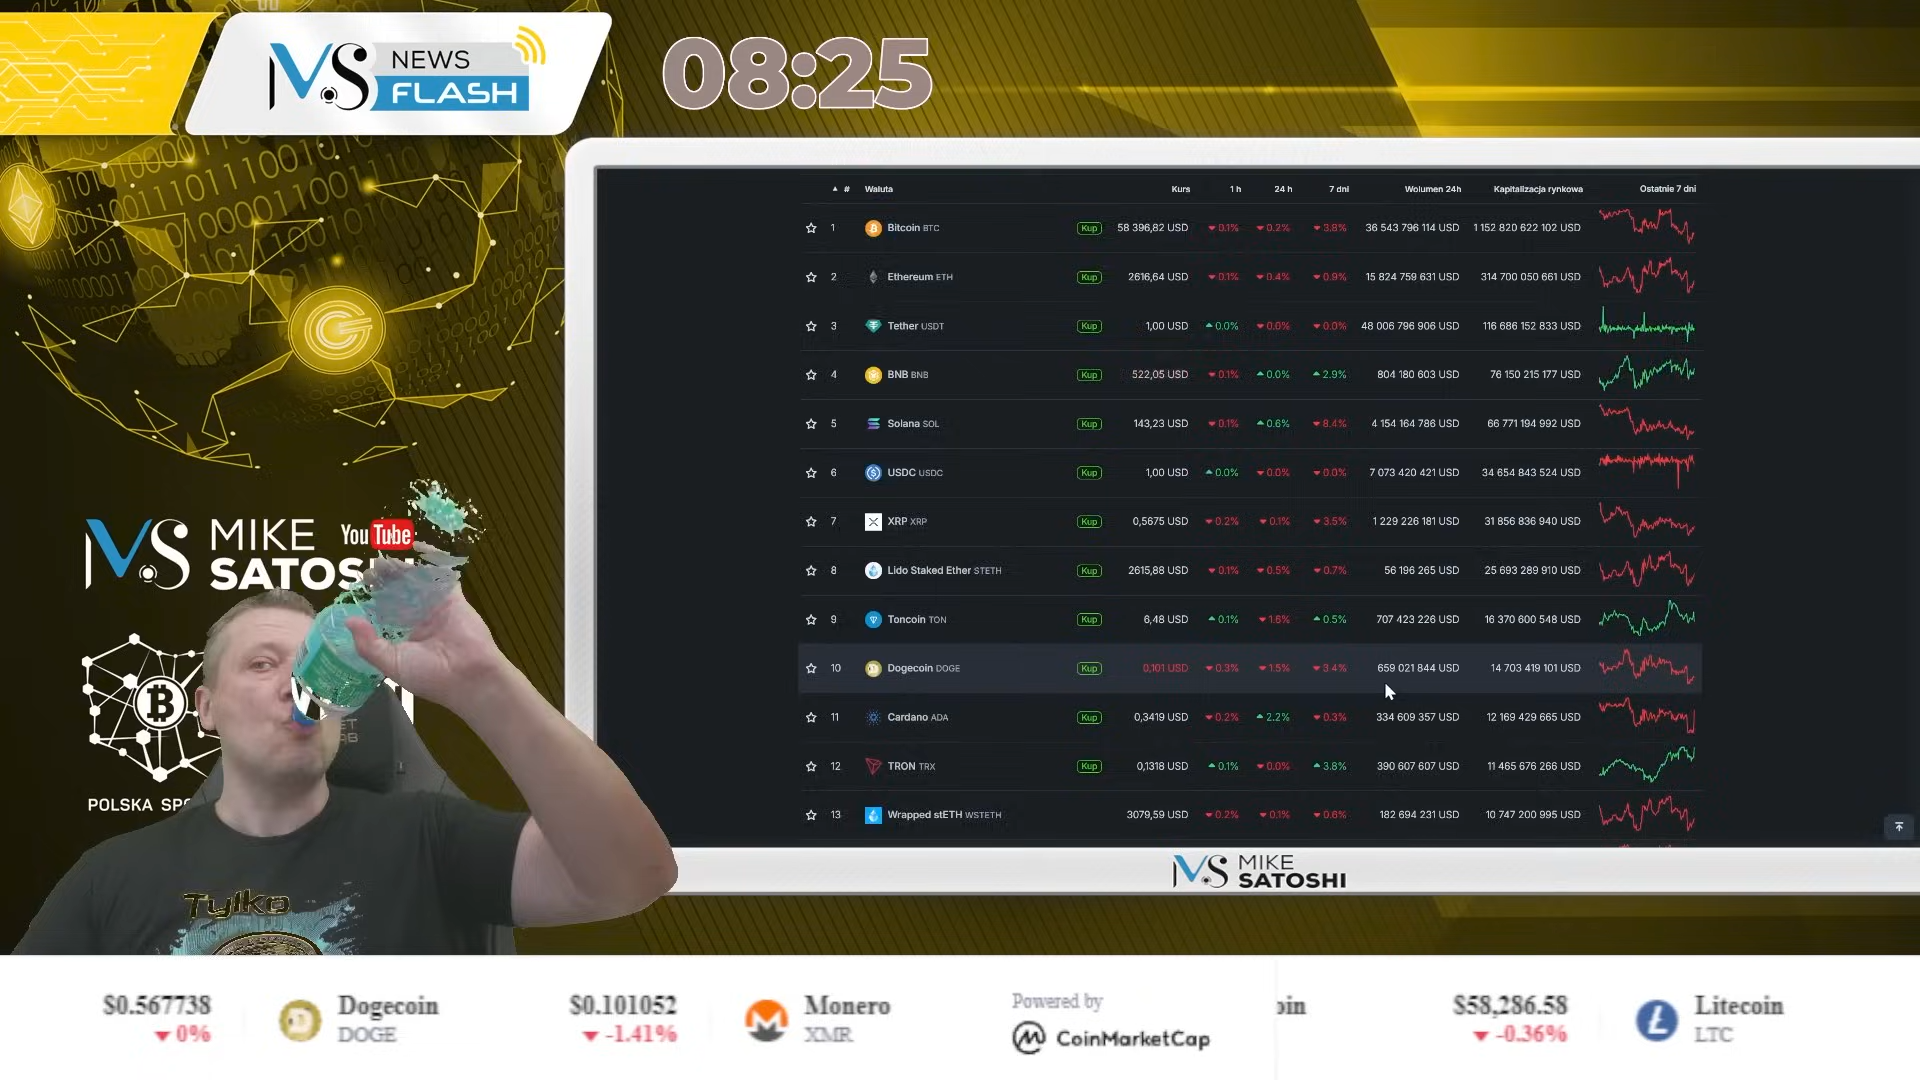 MS NEWS FLASH
08:25
# Waluta Kurs 1 h 24 h 7 dni Wolumen 24h Kapitalizacja rynkowa Ostatnie 7 dni
1 Bitcoin BTC Kup 58 396,82 USD 0.1% 0.2% 3.8% 36 543 796 114 USD 1 152 820 622 102 USD
2 Ethereum ETH Kup 2616,64 USD 0.1% 0.4% 0.9% 15 824 759 631 USD 314 700 050 661 USD
3 Tether USDT Kup 1,00 USD 0.0% 0.0% 0.0% 48 006 796 906 USD 116 686 152 833 USD
4 BNB BNB Kup 522,05 USD 0.1% 0.0% 2.9% 804 180 603 USD 76 150 215 177 USD
5 Solana SOL Kup 143,23 USD 0.1% 0.6% 8.4% 4 154 164 786 USD 66 771 194 992 USD
6 USDC USDC Kup 1,00 USD 0.0% 0.0% 0.0% 7 073 420 421 USD 34 654 843 524 USD
7 XRP XRP Kup 0,5675 USD 0.2% 0.1% 3.5% 1 229 226 181 USD 31 856 836 940 USD
8 Lido Staked Ether STETH Kup 2615,88 USD 0.1% 0.5% 0.7% 56 196 265 USD 25 693 289 910 USD
9 Toncoin TON Kup 6,48 USD 0.1% 1.6% 0.5% 707 423 226 USD 16 370 600 548 USD
10 Dogecoin DOGE Kup 0,101 USD 0.3% 1.5% 3.4% 659 021 844 USD 14 703 419 101 USD
11 Cardano ADA Kup 0,3419 USD 0.2% 2.2% 0.3% 334 609 357 USD 12 169 429 665 USD
12 TRON TRX Kup 0,1318 USD 0.1% 0.0% 3.8% 390 607 607 USD 11 465 676 266 USD
13 Wrapped stETH WSTETH 3079,59 USD 0.2% 0.1% 0.6% 182 694 231 USD 10 747 200 995 USD
MS MIKE SATOS YouTube
POLSKA
Tylko
MS MIKE SATOSHI
$0.567738 0%
Dogecoin DOGE $0.101052 -1.41%
Monero XMR
Powered by CoinMarketCap
oin $58,286.58 -0.36%
Litecoin LTC